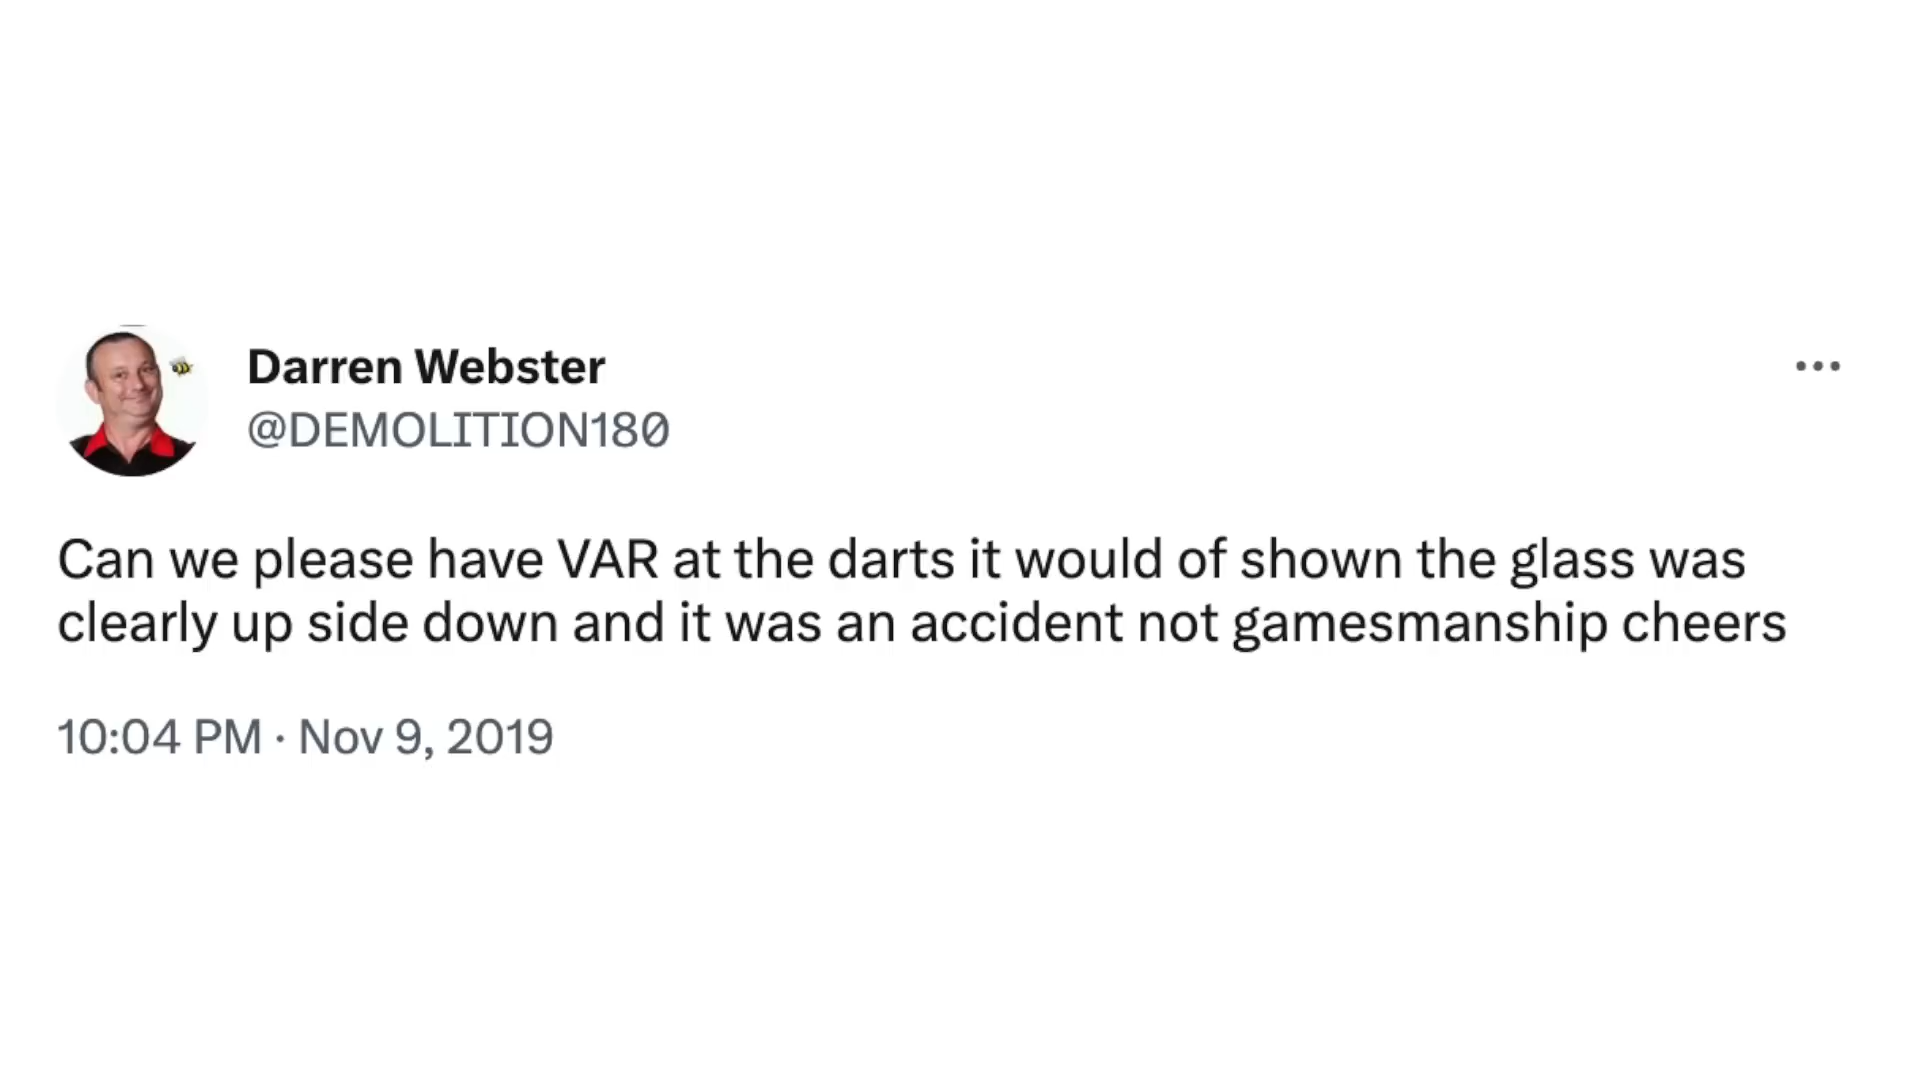 Darren Webster
@DEMOLITION180
Can we please have VAR at the darts it would of shown the glass was
clearly up side down and it was an accident not gamesmanship cheers
10:04 PM · Nov 9, 2019